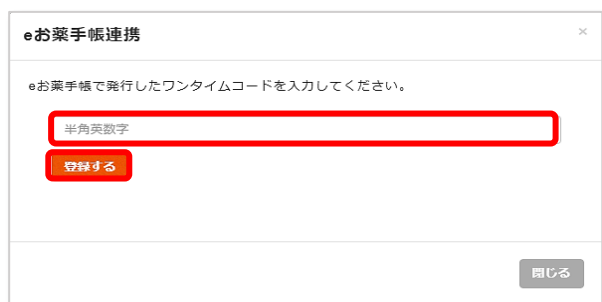 eお薬手帳連携
×
eお薬手帳で発行したワンタイムコードを入力してください。
半角英数字
登録する
閉じる